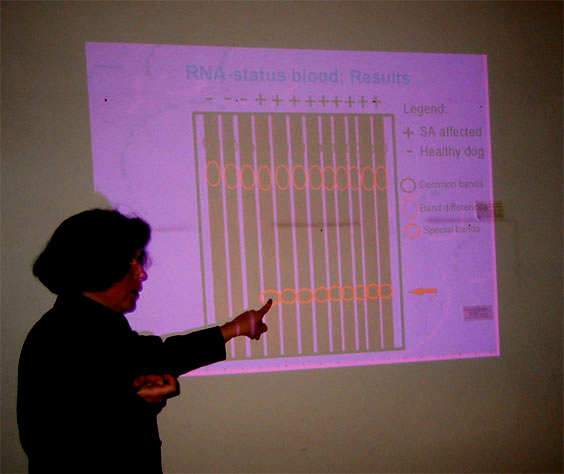 RNA-status blood: Results
- - - + + + + + + + + +
Legend:
+ SA affected
- Healthy dog
Common bands
Band differences
Special bands